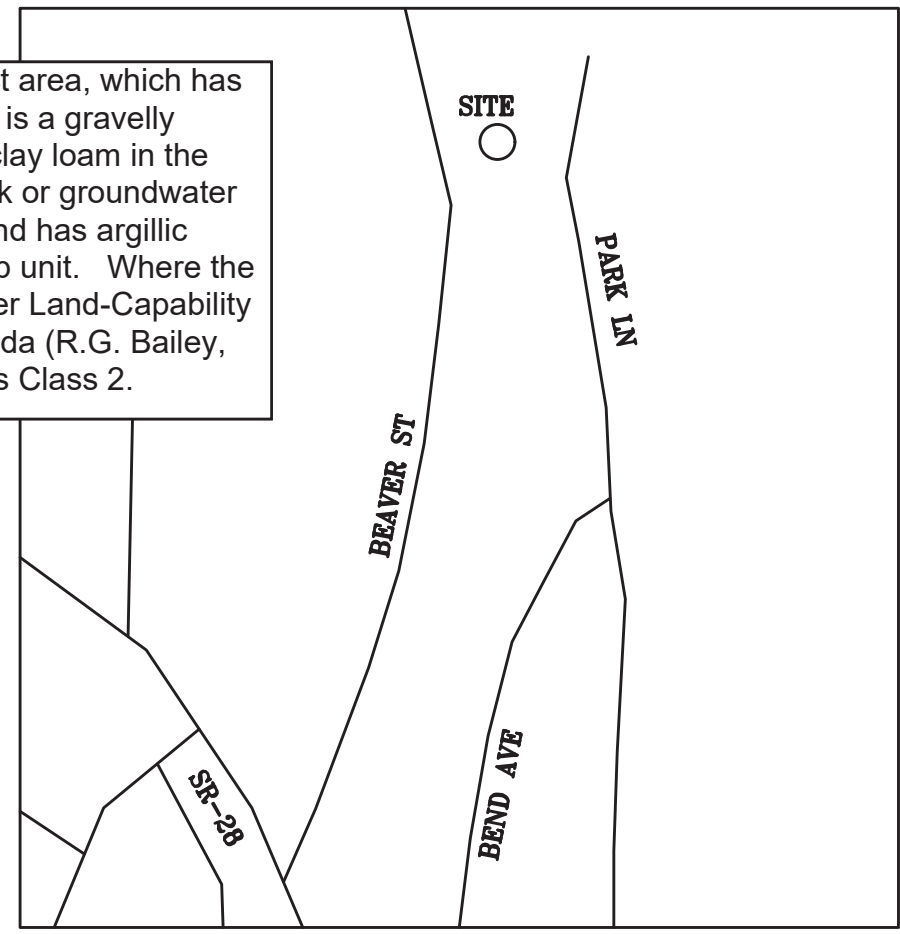 t area, which has
is a gravelly
clay loam in the
k or groundwater
nd has argillic
unit. Where the
er Land-Capability
da (R.G. Bailey,
s Class 2.
SITE
PARK LN
BEAVER ST
BEND AVE
SR-28